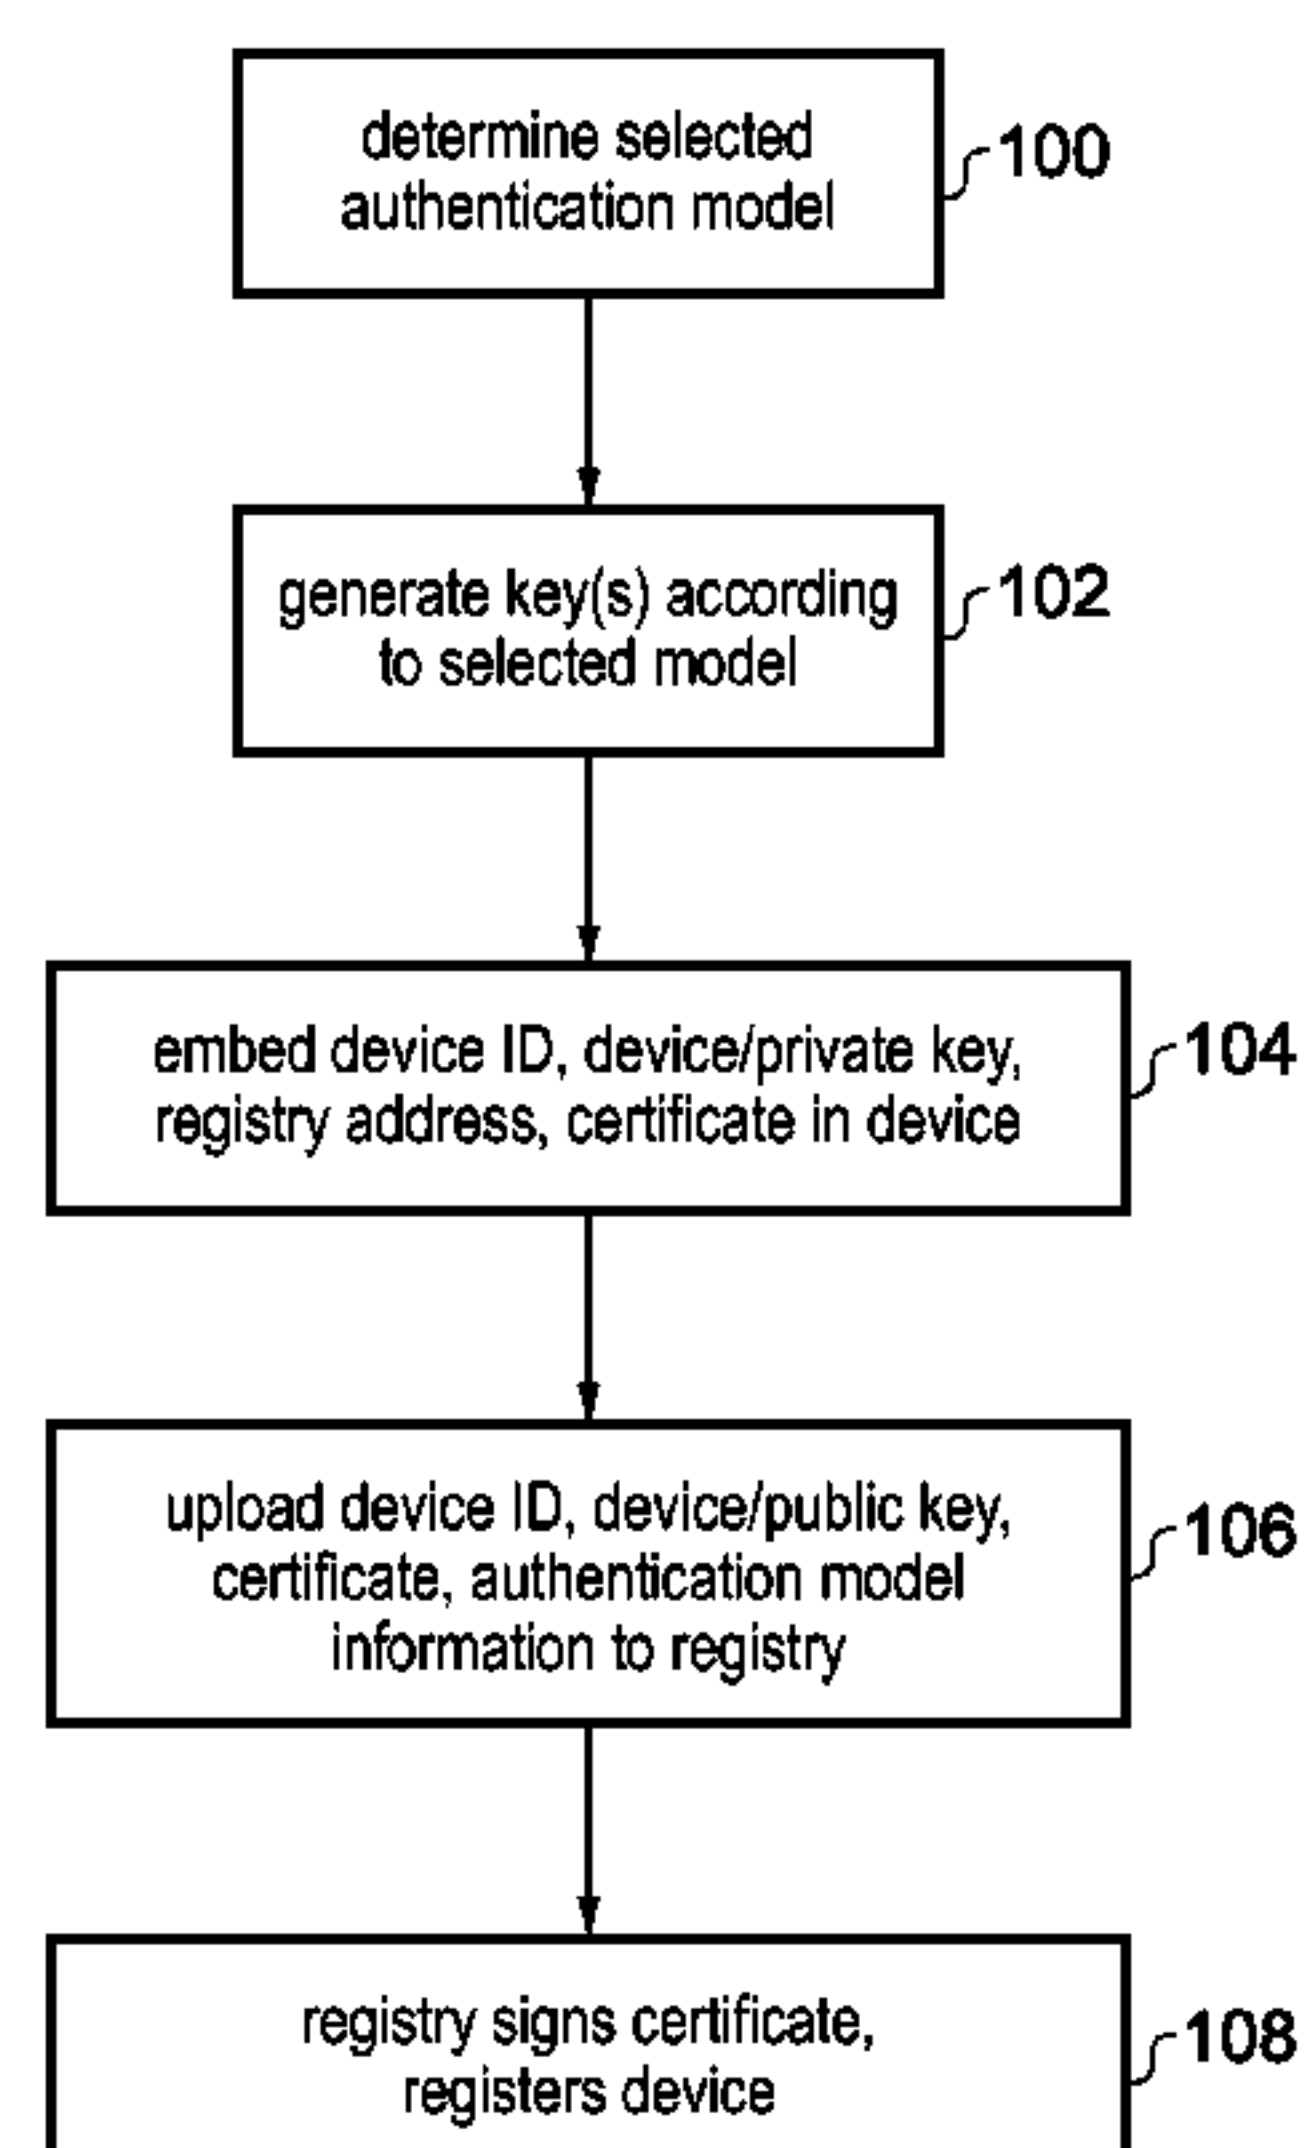 determine selected
authentication model
100
generate key(s) according
to selected model
102
embed device ID, device/private key,
registry address, certificate in device
104
upload device ID, device/public key,
certificate, authentication model
information to registry
106
registry signs certificate,
registers device
108